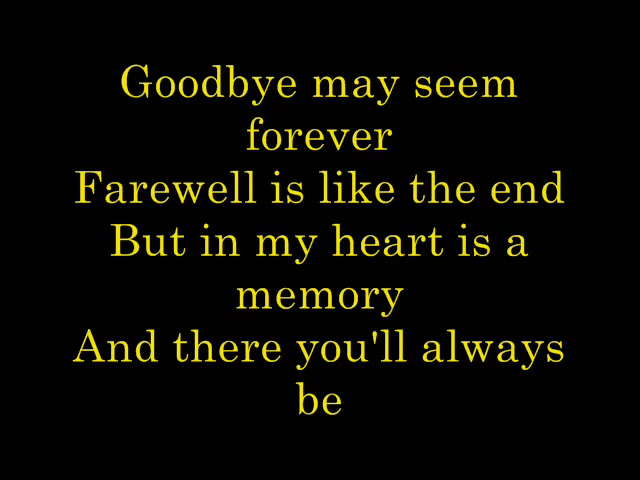 Goodbye may seem
forever
Farewell is like the end
But in my heart is a
memory
And there you'll always
be